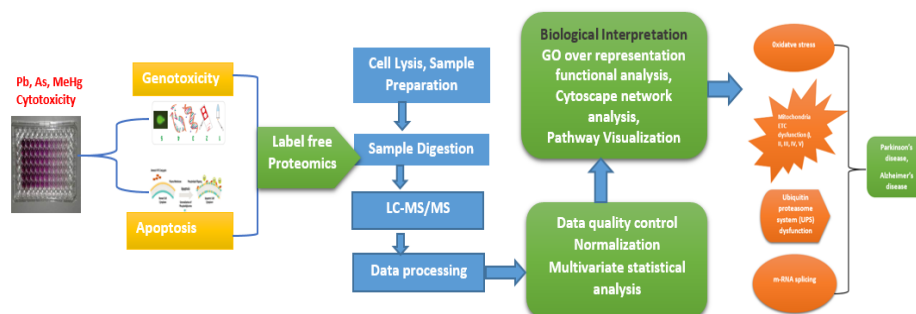 Pb, As, MeHg
Cytotoxicity
Genotoxicity
Apoptosis
Label free
Proteomics
Cell Lysis, Sample
Preparation
Sample Digestion
LC-MS/MS
Data processing
Data quality control
Normalization
Multivariate statistical
analysis
Biological Interpretation
GO over representation
functional analysis,
Cytoscape network
analysis,
Pathway Visualization
Oxidatve stress
Mitochondria
ETC
dysfunction(I,
II, III, IV, V)
Ubiquitin
proteasome
system (UPS)
dysfunction
m-RNA splicing
Parkinson's
disease,
Alzheimer's
disease